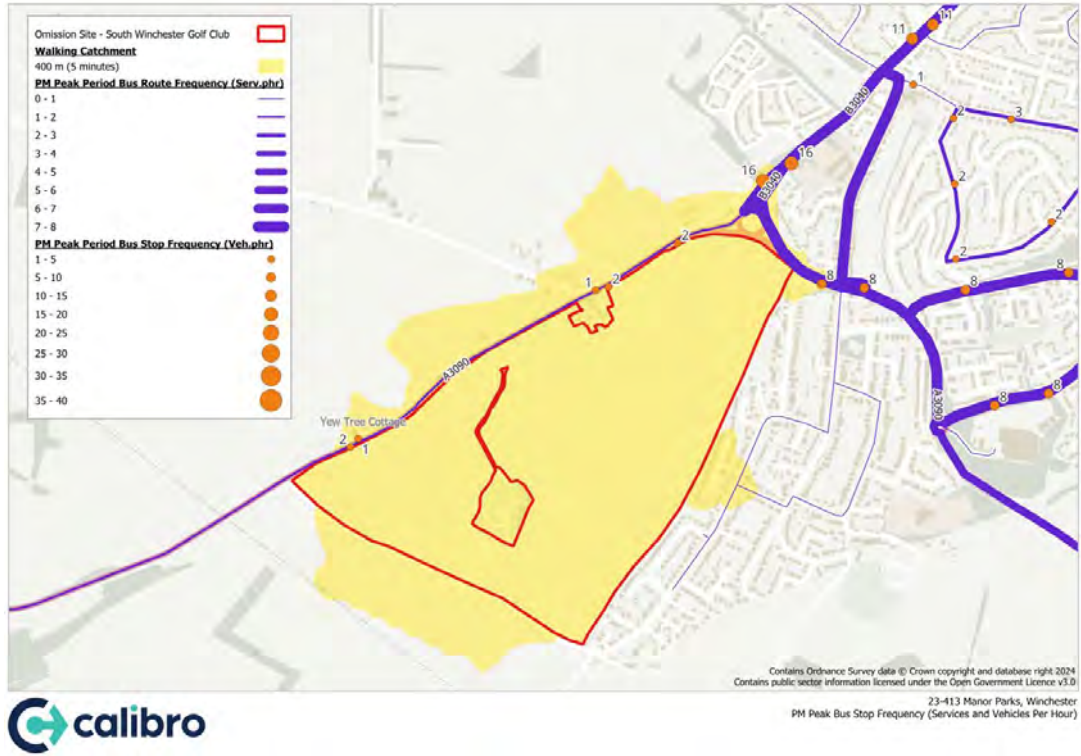 Omission Site - South Winchester Golf Club
Walking Catchment
400 m (5 minutes)
PM Peak Period Bus Route Frequency (Serv.phr)
0 - 1
1 - 2
2 - 3
3 - 4
4 - 5
5 - 6
6 - 7
7 - 8
PM Peak Period Bus Stop Frequency (Veh.phr)
1 - 5
5 - 10
10 - 15
15 - 20
20 - 25
25 - 30
30 - 35
35 - 40
11
11
1
B3040
2
3
16
16
B3040
2
2
2
2
8
8
8
8
1
2
A3090
A3090
8
8
Yew Tree Cottage
2
1
Contains Ordnance Survey data © Crown copyright and database right 2024
Contains public sector information licensed under the Open Government Licence v3.0
23-413 Manor Parks, Winchester
PM Peak Bus Stop Frequency (Services and Vehicles Per Hour)
calibro